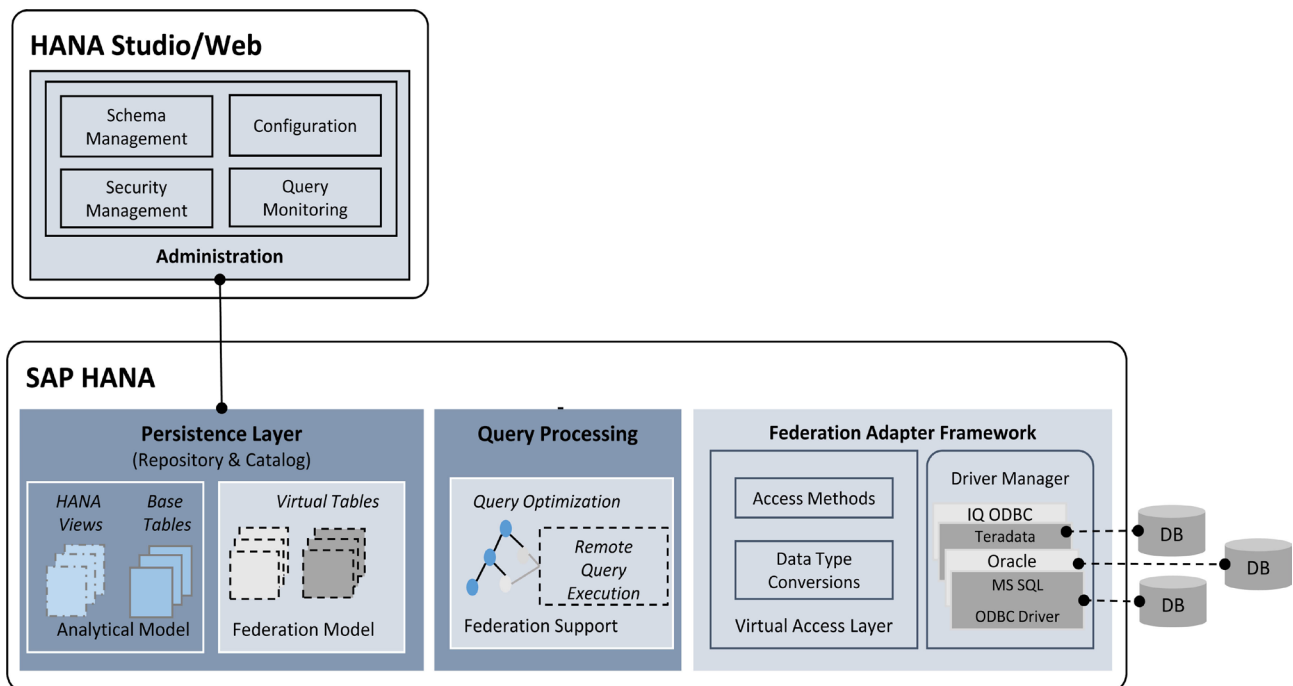 HANA Studio/Web
Schema
Management
Configuration
Security
Management
Query
Monitoring
Administration
SAP HANA
Persistence Layer
(Repository & Catalog)
HANA
Views
Base
Tables
Analytical Model
Virtual Tables
Federation Model
Query Processing
Query Optimization
Remote
Query
Execution
Federation Support
Federation Adapter Framework
Access Methods
Data Type
Conversions
Virtual Access Layer
Driver Manager
IQ ODBC
Teradata
Oracle
MS SQL
ODBC Driver
DB
DB
DB